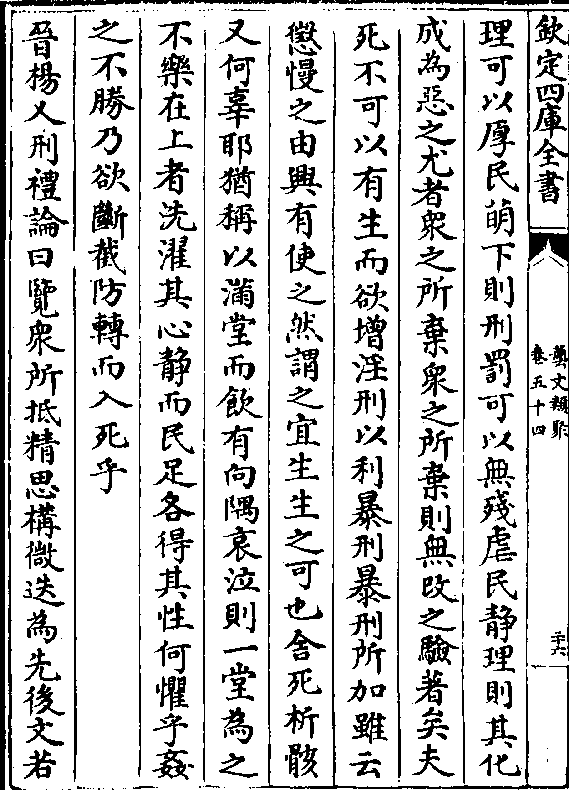 欽定四庫全書
藝文類聚
卷五十四
二十六
理可以厚民萌下則刑罰可以無殘虐民静理則其化
成為惡之尤者衆之所棄衆之所棄則無改之驗著矣夫
死不可以有生而欲增淫刑以利暴刑暴刑所加雖云
懲慢之由興有使之然謂之宜生生之可也舍死析骸
又何辜耶猶稱以滿堂而飲有向隅哀泣則一堂為之
不樂在上者洗濯其心静而民足各得其性何懼乎姦
之不勝乃欲斷截防轉而入死乎
晉楊乂刑禮論曰覽衆所抵精思構微迭為先後文若